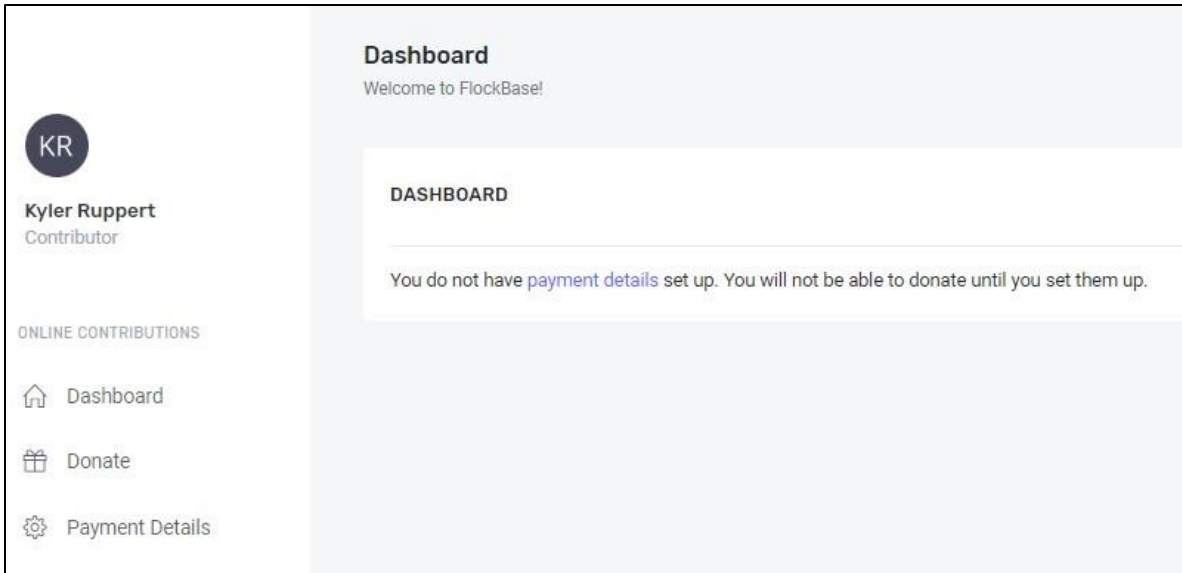 KR
Kyler Ruppert
Contributor
ONLINE CONTRIBUTIONS
Dashboard
Donate
Payment Details
Dashboard
Welcome to FlockBase!
DASHBOARD
You do not have payment details set up. You will not be able to donate until you set them up.